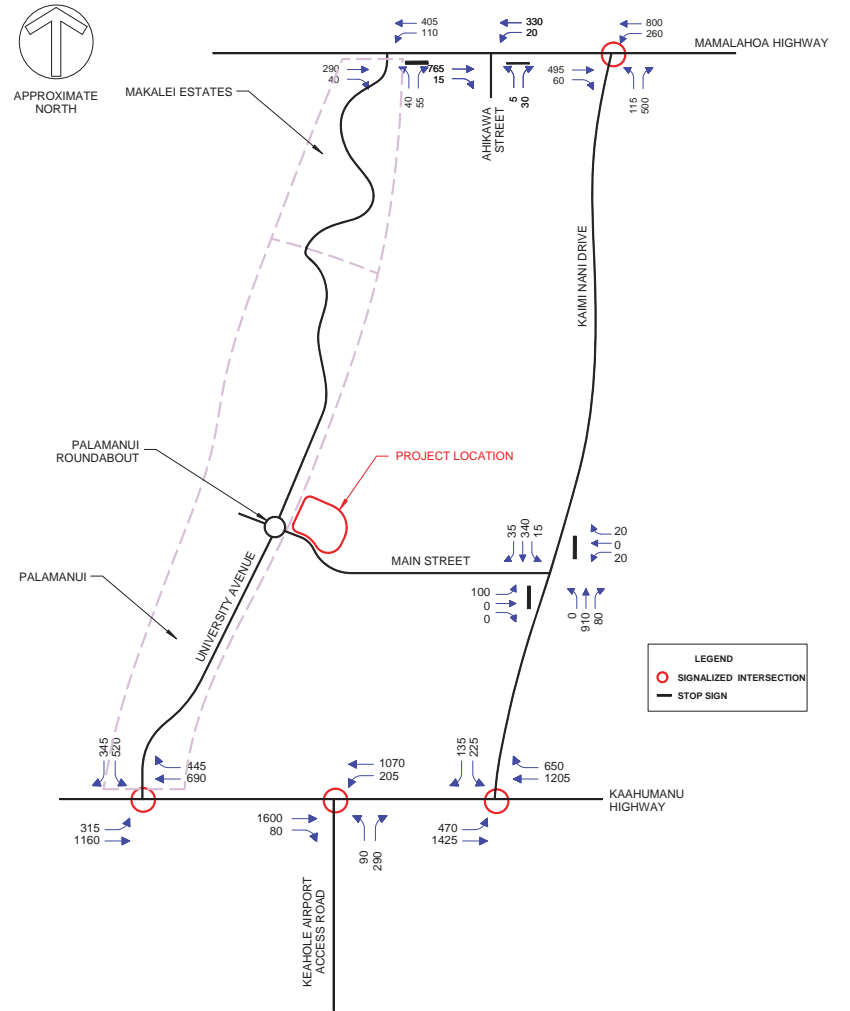 405
110
330
20
800
260
MAMALAHOA HIGHWAY
APPROXIMATE
NORTH
MAKALEI ESTATES
290
40
40
55
765
15
5
30
AHIKAWA
STREET
495
60
115
500
KAIMI NANI DRIVE
PALAMANUI
ROUNDABOUT
PROJECT LOCATION
MAIN STREET
35
340
15
20
0
20
100
0
0
0
910
80
PALAMANUI
UNIVERSITY AVENUE
LEGEND
SIGNALIZED INTERSECTION
STOP SIGN
345
520
445
690
1070
205
135
225
650
1205
KAAHUMANU
HIGHWAY
315
1160
1600
80
90
290
470
1425
KEAHOLE AIRPORT
ACCESS ROAD